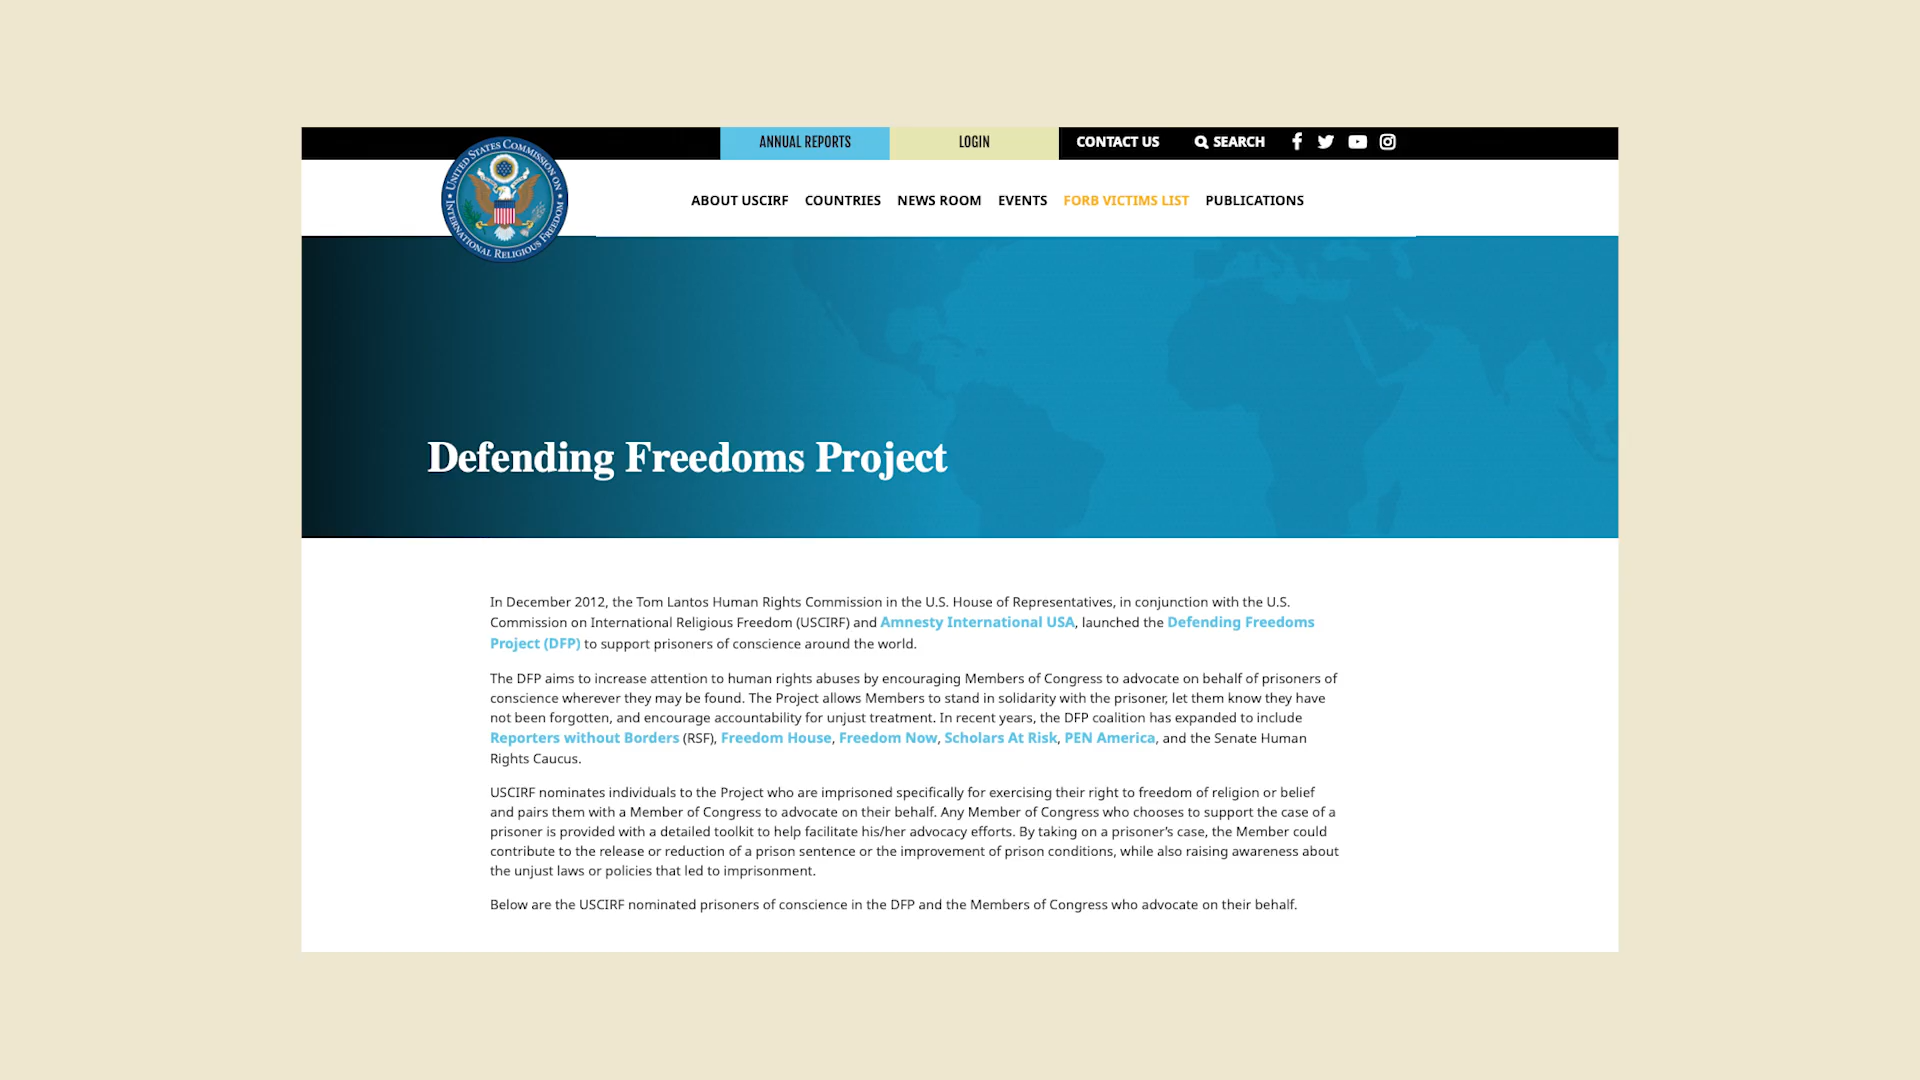 ANNUAL REPORTS LOGIN CONTACT US SEARCH
UNITED STATES COMMISSION ON
INTERNATIONAL RELIGIOUS FREEDOM
ABOUT USCIRF COUNTRIES NEWS ROOM EVENTS FORB VICTIMS LIST PUBLICATIONS
Defending Freedoms Project
In December 2012, the Tom Lantos Human Rights Commission in the U.S. House of Representatives, in conjunction with the U.S.
Commission on International Religious Freedom (USCIRF) and Amnesty International USA, launched the Defending Freedoms
Project (DFP) to support prisoners of conscience around the world.
The DFP aims to increase attention to human rights abuses by encouraging Members of Congress to advocate on behalf of prisoners of
conscience wherever they may be found. The Project allows Members to stand in solidarity with the prisoner, let them know they have
not been forgotten, and encourage accountability for unjust treatment. In recent years, the DFP coalition has expanded to include
Reporters without Borders (RSF), Freedom House, Freedom Now, Scholars At Risk, PEN America, and the Senate Human
Rights Caucus.
USCIRF nominates individuals to the Project who are imprisoned specifically for exercising their right to freedom of religion or belief
and pairs them with a Member of Congress to advocate on their behalf. Any Member of Congress who chooses to support the case of a
prisoner is provided with a detailed toolkit to help facilitate his/her advocacy efforts. By taking on a prisoner's case, the Member could
contribute to the release or reduction of a prison sentence or the improvement of prison conditions, while also raising awareness about
the unjust laws or policies that led to imprisonment.
Below are the USCIRF nominated prisoners of conscience in the DFP and the Members of Congress who advocate on their behalf.